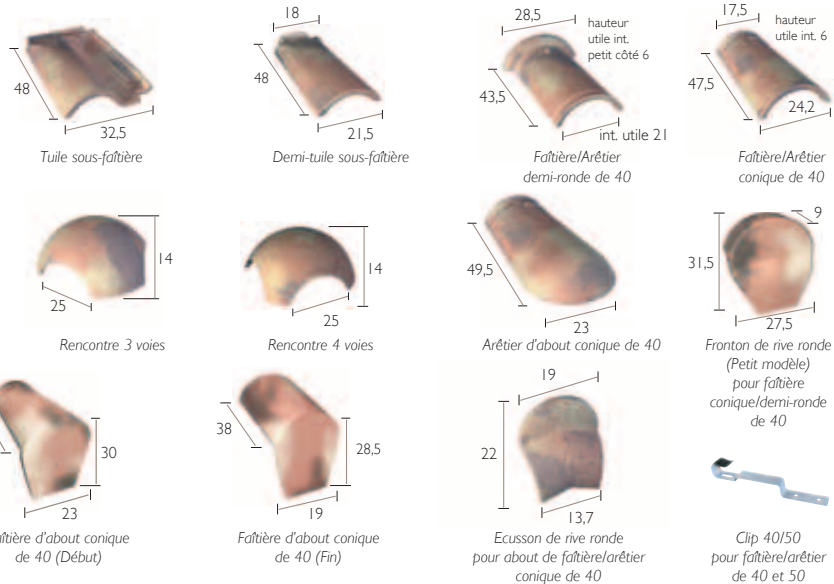 48
32,5
Tuile sous-faîtière
18
48
21,5
Demi-tuile sous-faîtière
28,5
hauteur
utile int.
petit côté 6
43,5
int. utile 21
Faîtière/Arêtier
demi-ronde de 40
17,5
hauteur
utile int. 6
47,5
24,2
Faîtière/Arêtier
conique de 40
14
25
Rencontre 3 voies
14
25
Rencontre 4 voies
49,5
23
Arêtier d'about conique de 40
9
31,5
27,5
Fronton de rive ronde
(Petit modèle)
pour faîtière
conique/demi-ronde
de 40
30
23
aîtière d'about conique
de 40 (Début)
38
28,5
19
Faîtière d'about conique
de 40 (Fin)
19
22
13,7
Ecusson de rive ronde
pour about de faîtière/arêtier
conique de 40
Clip 40/50
pour faîtière/arêtier
de 40 et 50